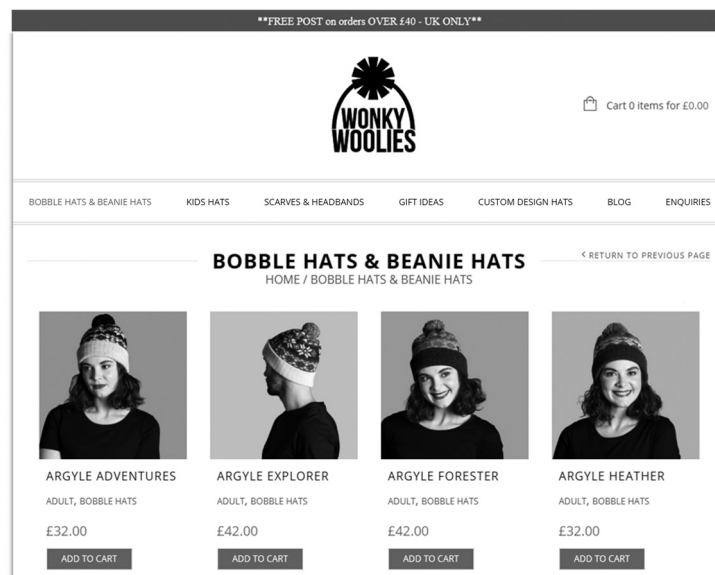 **FREE POST on orders OVER £40 - UK ONLY**
WONKY
WOOLIES
Cart 0 items for £0.00
BOBBLE HATS & BEANIE HATS KIDS HATS SCARVES & HEADBANDS GIFT IDEAS CUSTOM DESIGN HATS BLOG ENQUIRIES
BOBBLE HATS & BEANIE HATS
< RETURN TO PREVIOUS PAGE
HOME / BOBBLE HATS & BEANIE HATS
ARGYLE ADVENTURES ARGYLE EXPLORER ARGYLE FORESTER ARGYLE HEATHER
ADULT, BOBBLE HATS ADULT, BOBBLE HATS ADULT, BOBBLE HATS ADULT, BOBBLE HATS
£32.00 £42.00 £42.00 £32.00
ADD TO CART ADD TO CART ADD TO CART ADD TO CART